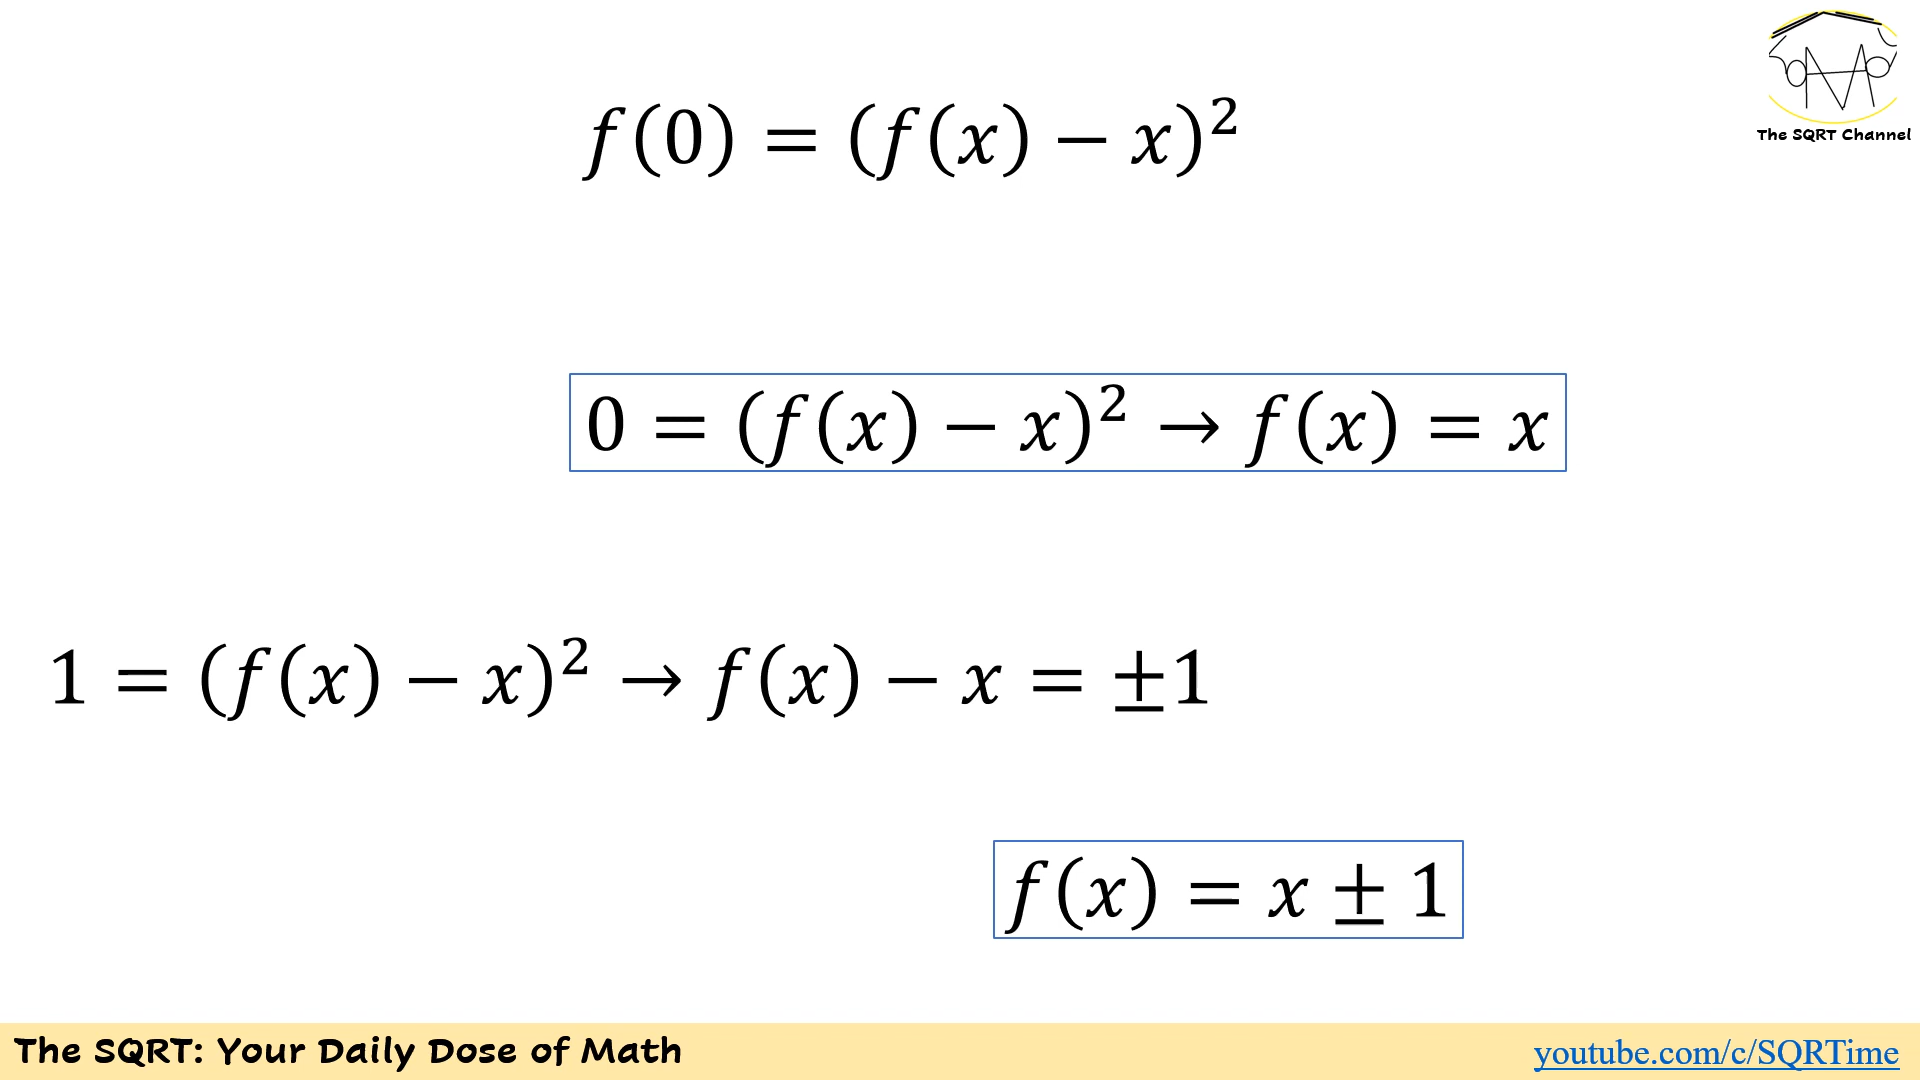 f(0) = (f(x) − x)²
The SQRT Channel
0 = (f(x) − x)² → f(x) = x
1 = (f(x) − x)² → f(x) − x = ±1
f(x) = x ± 1
The SQRT: Your Daily Dose of Math
youtube.com/c/SQRTime